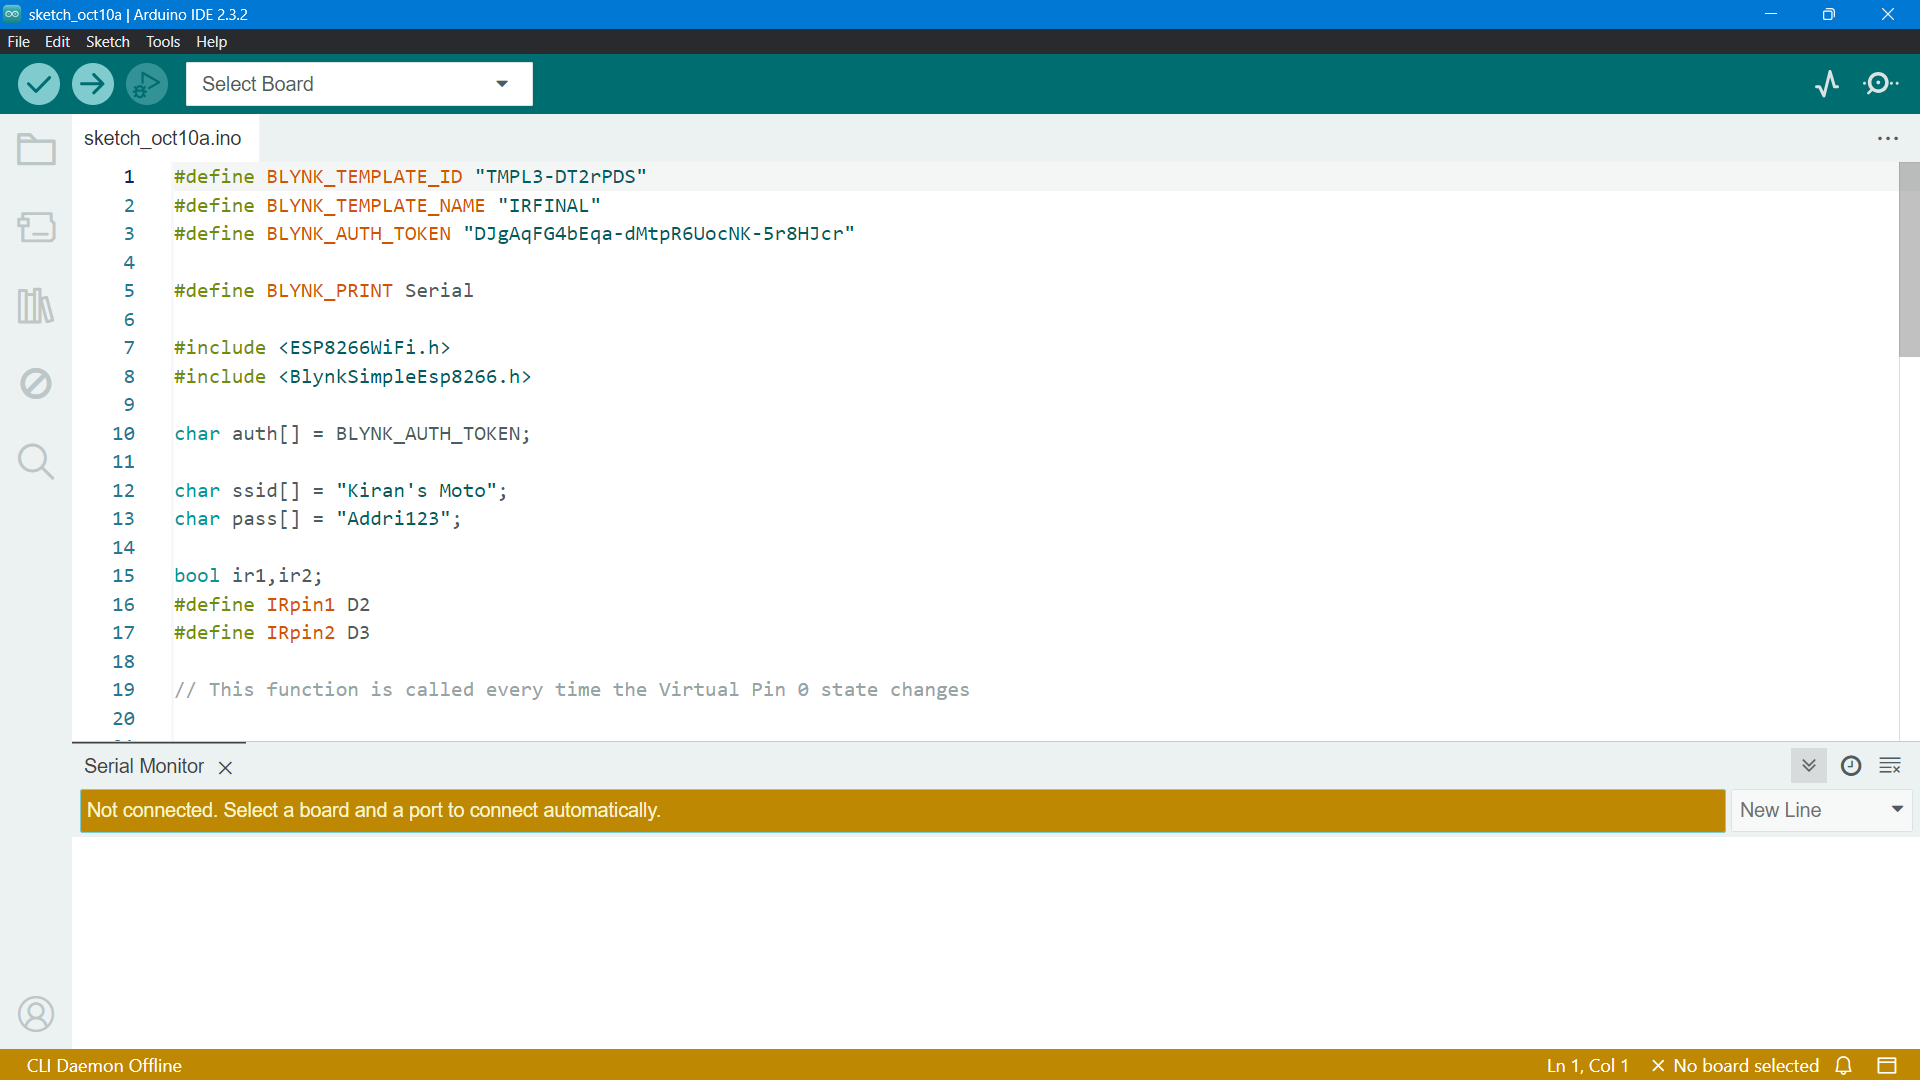 sketch_oct10a | Arduino IDE 2.3.2
File Edit Sketch Tools Help
Select Board
sketch_oct10a.ino
1 #define BLYNK_TEMPLATE_ID "TMPL3-DT2rPDS"
2 #define BLYNK_TEMPLATE_NAME "IRFINAL"
3 #define BLYNK_AUTH_TOKEN "DJgAqFG4bEqa-dMtpR6UocNK-5r8HJcr"
4
5 #define BLYNK_PRINT Serial
6
7 #include <ESP8266WiFi.h>
8 #include <BlynkSimpleEsp8266.h>
9
10 char auth[] = BLYNK_AUTH_TOKEN;
11
12 char ssid[] = "Kiran's Moto";
13 char pass[] = "Addri123";
14
15 bool ir1,ir2;
16 #define IRpin1 D2
17 #define IRpin2 D3
18
19 // This function is called every time the Virtual Pin 0 state changes
20
Serial Monitor
Not connected. Select a board and a port to connect automatically.
New Line
CLI Daemon Offline
Ln 1, Col 1 No board selected